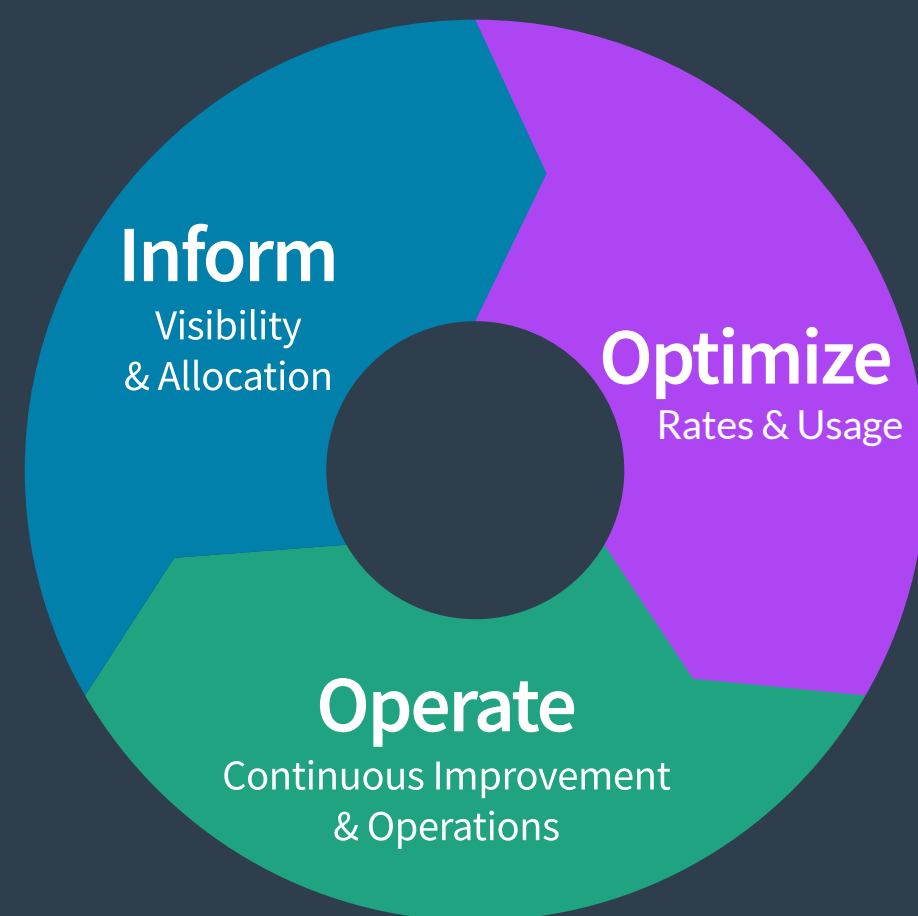 Inform
Visibility
& Allocation
Optimize
Rates & Usage
Operate
Continuous Improvement
& Operations